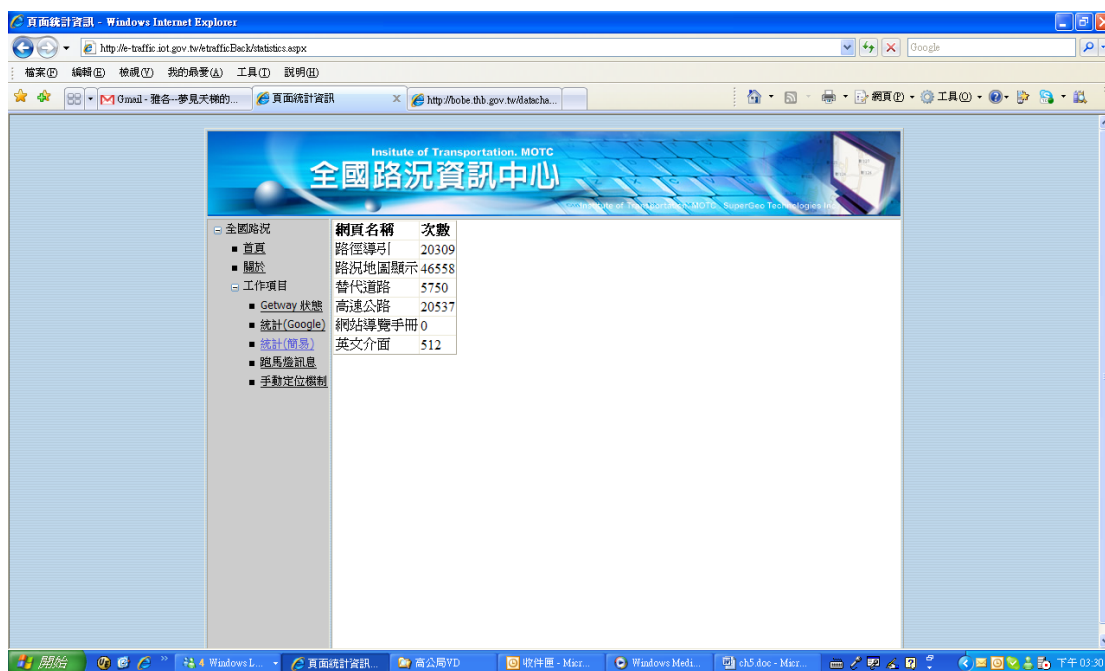 頁面統計資訊 - Windows Internet Explorer
http://e-traffic.iot.gov.tw/etrafficBack/statistics.aspx
Google
檔案(F) 編輯(E) 檢視(V) 我的最愛(A) 工具(T) 說明(H)
Gmail - 雅各--夢見天梯的... 頁面統計資訊 x http://bobe.thb.gov.tw/datacha... 網頁(P) 工具(O)
Insitute of Transportation. MOTC
全國路況資訊中心
Institute of Transportation. MOTC. SuperGeo Technologies Inc
全國路況
首頁
關於
工作項目
Getway 狀態
統計(Google)
統計(簡易)
跑馬燈訊息
手動定位機制
網頁名稱 次數
路徑導引 20309
路況地圖顯示 46558
替代道路 5750
高速公路 20537
網站導覽手冊 0
英文介面 512
開始 4 Windows L... 頁面統計資訊... 高公局VD 收件匣 - Micr... Windows Medi... ch5.doc - Micr... 下午 03:30